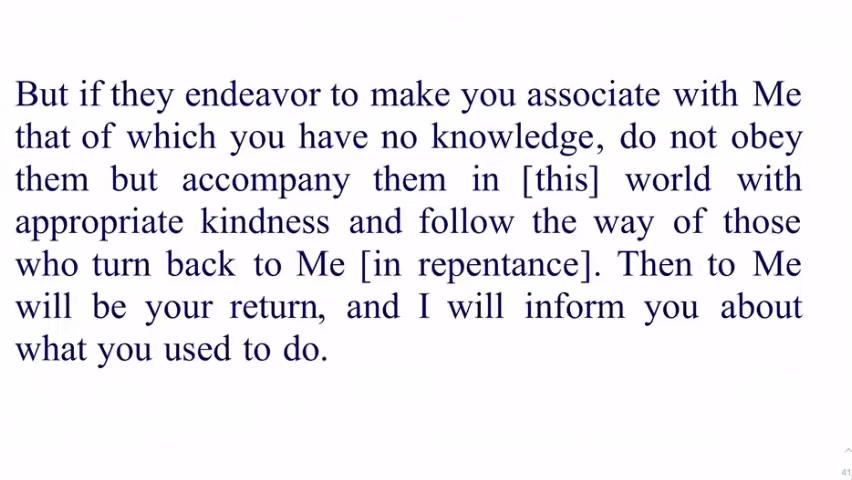 But if they endeavor to make you associate with Me
that of which you have no knowledge, do not obey
them but accompany them in [this] world with
appropriate kindness and follow the way of those
who turn back to Me [in repentance]. Then to Me
will be your return, and I will inform you about
what you used to do.
41